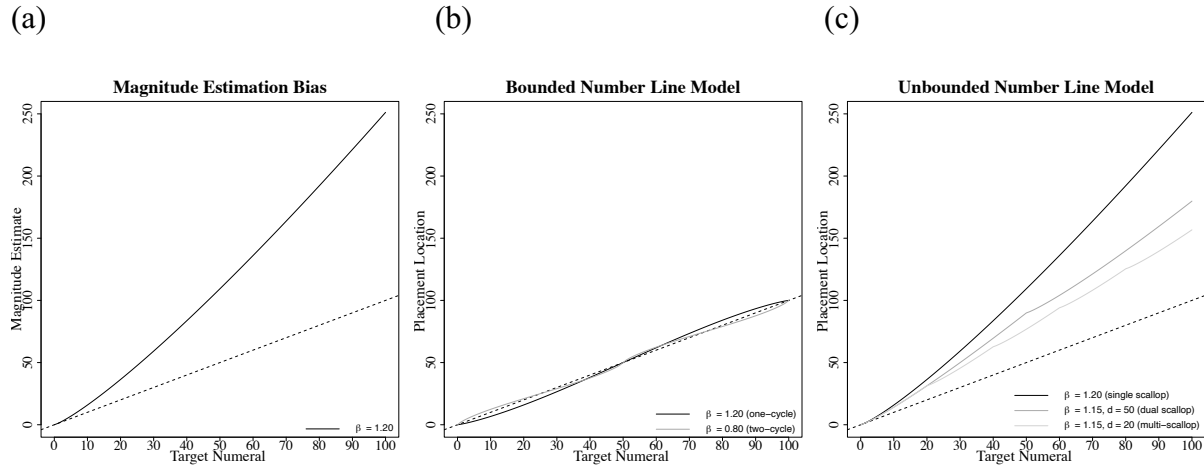 (a)
(b)
(c)
Magnitude Estimation Bias
Magnitude Estimate
250
200
150
100
50
0
0 10 20 30 40 50 60 70 80 90 100
Target Numeral
β = 1.20
Bounded Number Line Model
Placement Location
250
200
150
100
50
0
0 10 20 30 40 50 60 70 80 90 100
Target Numeral
β = 1.20 (one−cycle)
β = 0.80 (two−cycle)
Unbounded Number Line Model
Placement Location
250
200
150
100
50
0
0 10 20 30 40 50 60 70 80 90 100
Target Numeral
β = 1.20 (single scallop)
β = 1.15, d = 50 (dual scallop)
β = 1.15, d = 20 (multi−scallop)